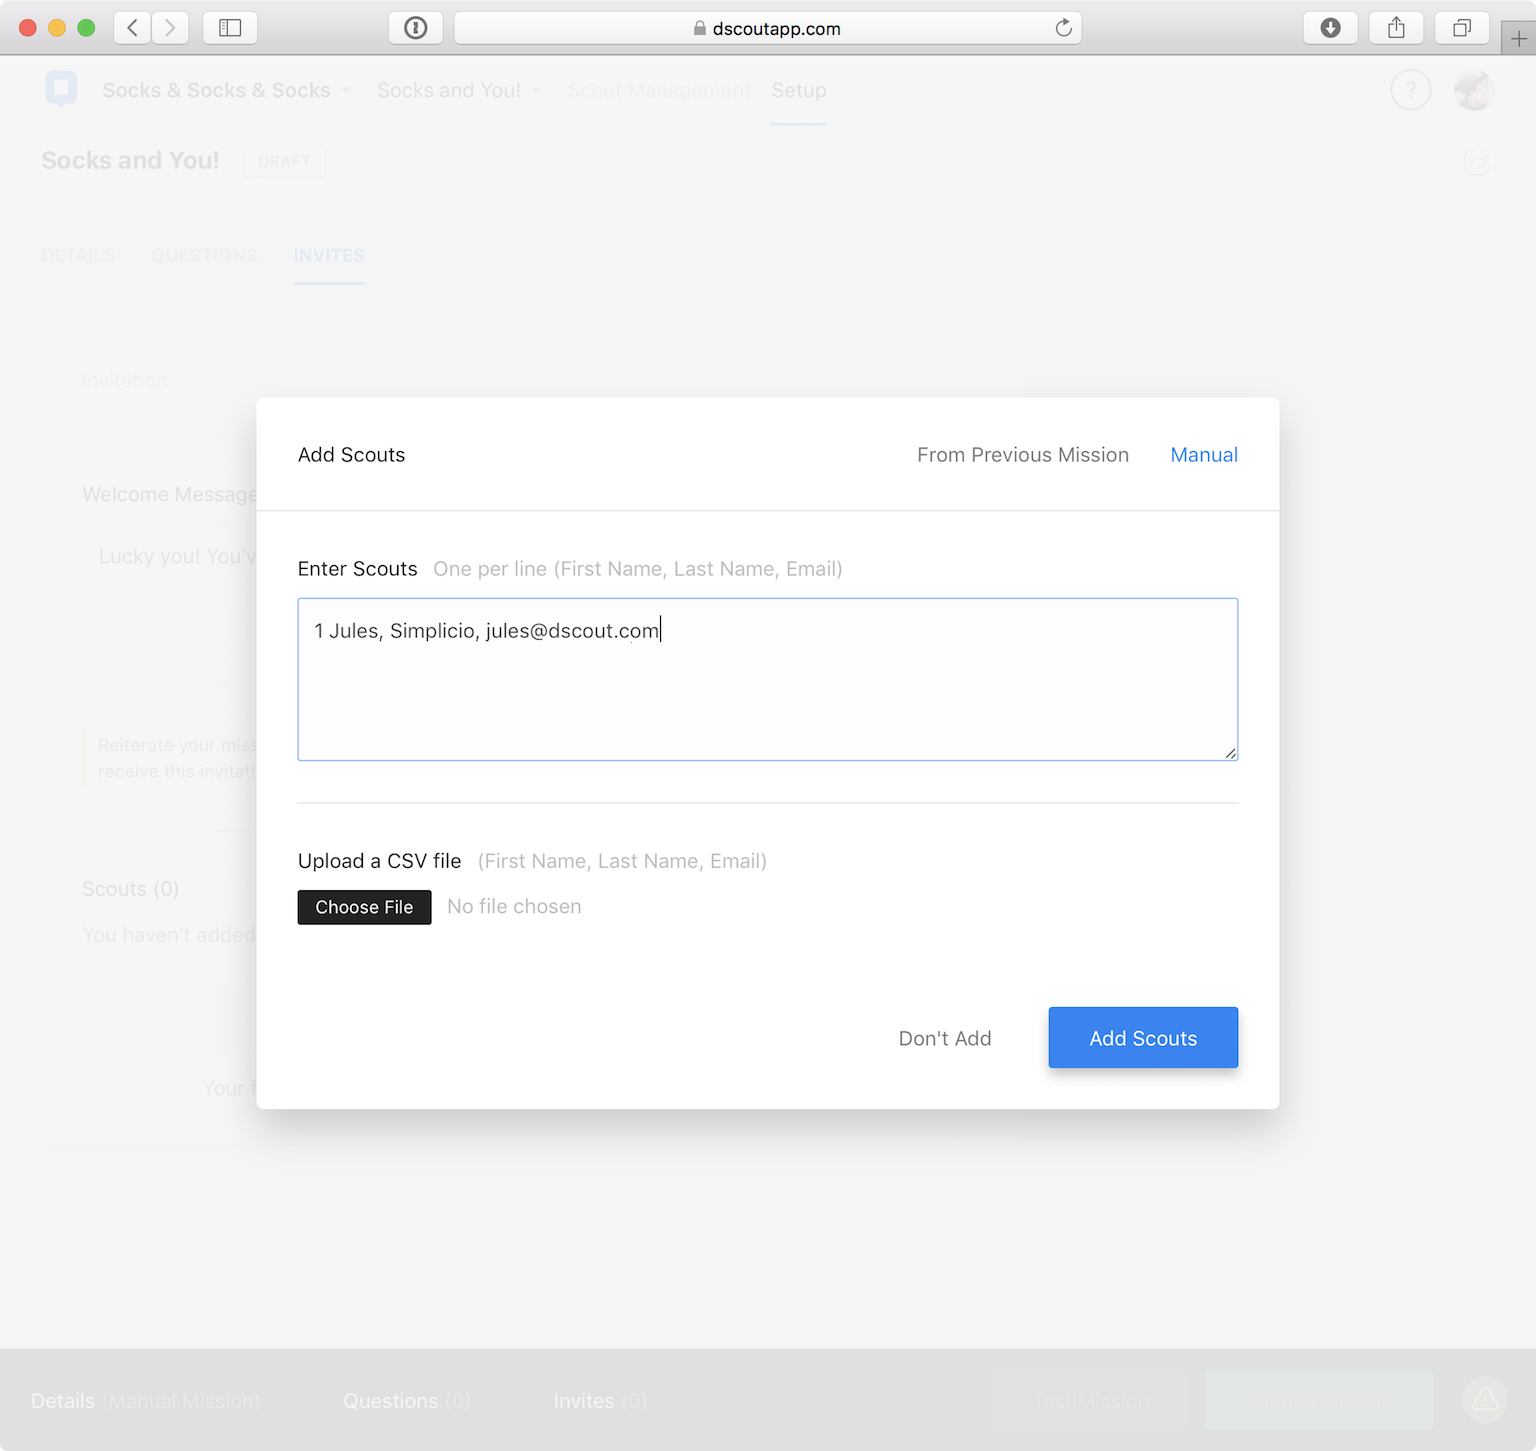 dscoutapp.com
Socks & Socks & Socks Socks and You! Scout Management Setup ?
Socks and You! DRAFT
DETAILS QUESTIONS INVITES
Invitation
Add Scouts From Previous Mission Manual
Welcome Message
Enter Scouts One per line (First Name, Last Name, Email)
Lucky you! You've
1 Jules, Simplicio, jules@dscout.com
Reiterate your miss
receive this invitati
Upload a CSV file (First Name, Last Name, Email)
Scouts (0)
Choose File No file chosen
You haven't added
Don't Add Add Scouts
Your f
Details (Manual Mission) Questions (0) Invites (0) Test Mission